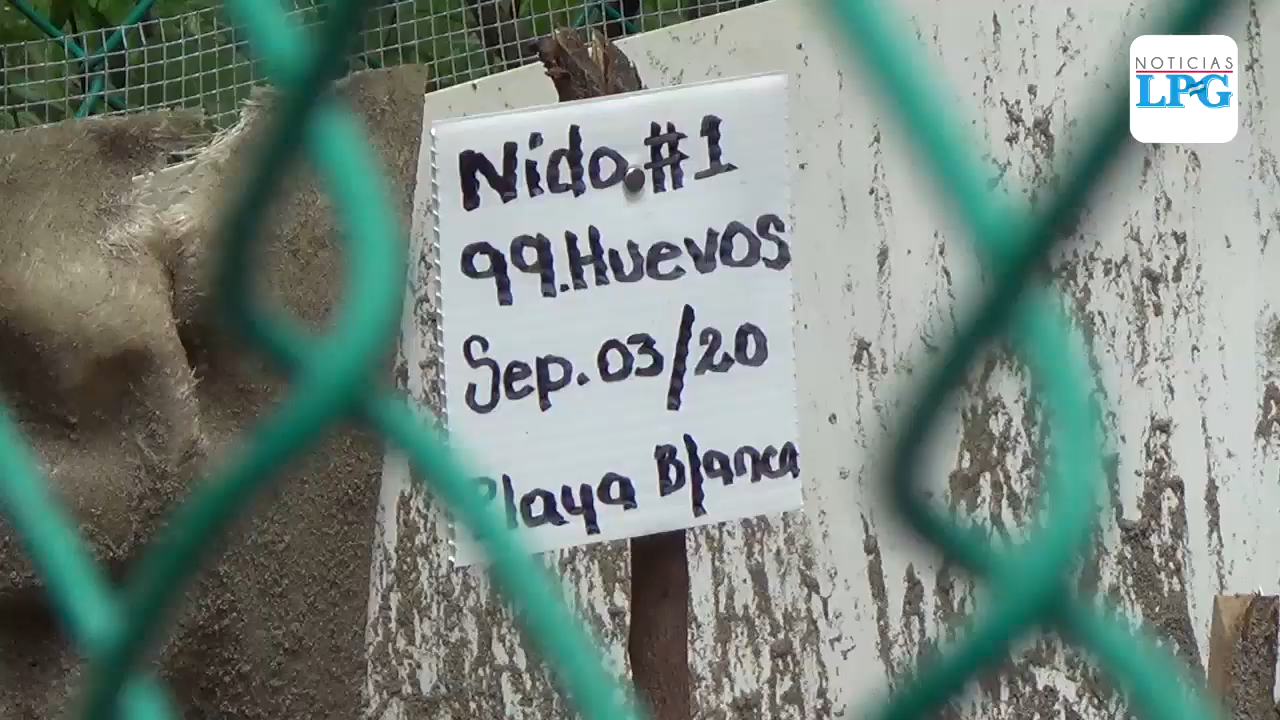 NOTICIAS
LPG
Nido.#1
99.Huevos
Sep.03/20
Playa Blanca